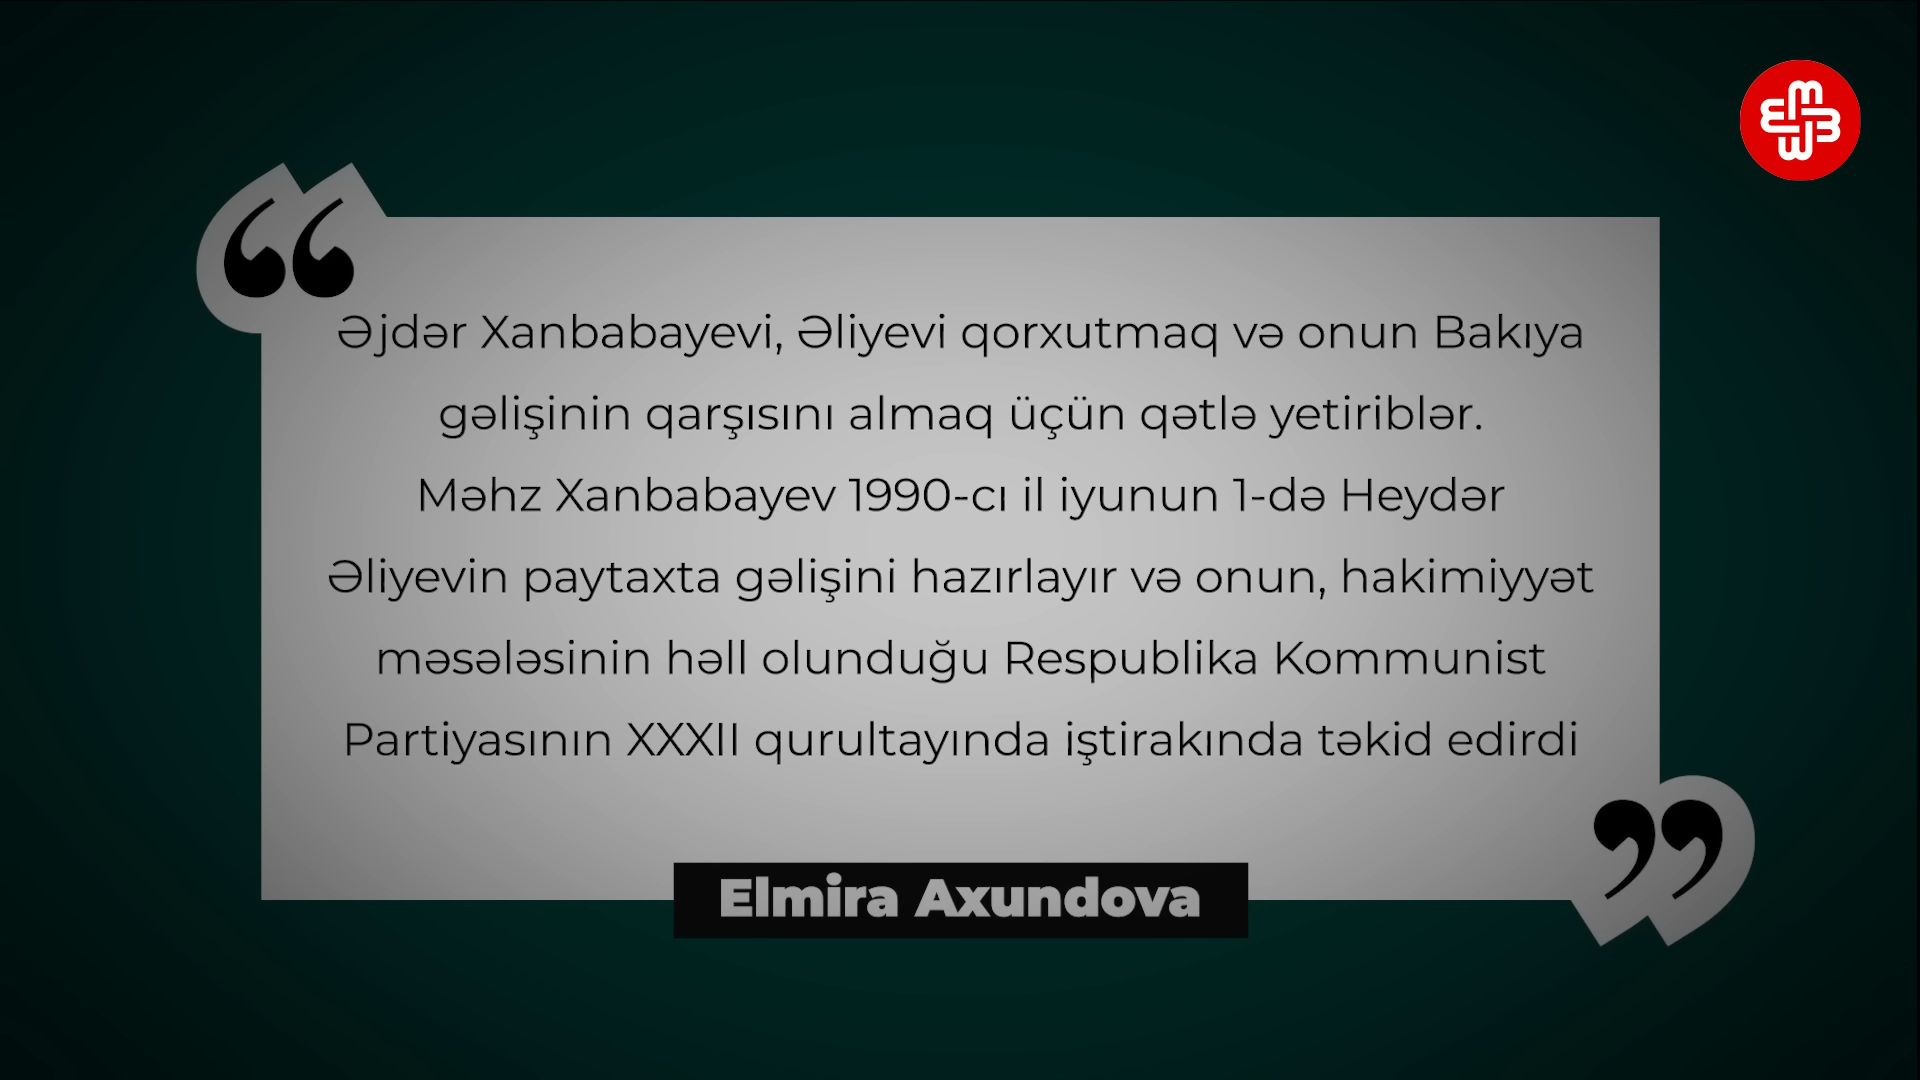 Əjdər Xanbabayevi, Əliyevi qorxutmaq və onun Bakıya
gəlişinin qarşısını almaq üçün qətlə yetiriblər.
Məhz Xanbabayev 1990-cı il iyunun 1-də Heydər
Əliyevin paytaxta gəlişini hazırlayır və onun, hakimiyyət
məsələsinin həll olunduğu Respublika Kommunist
Partiyasının XXXII qurultayında iştirakında təkid edirdi
Elmira Axundova